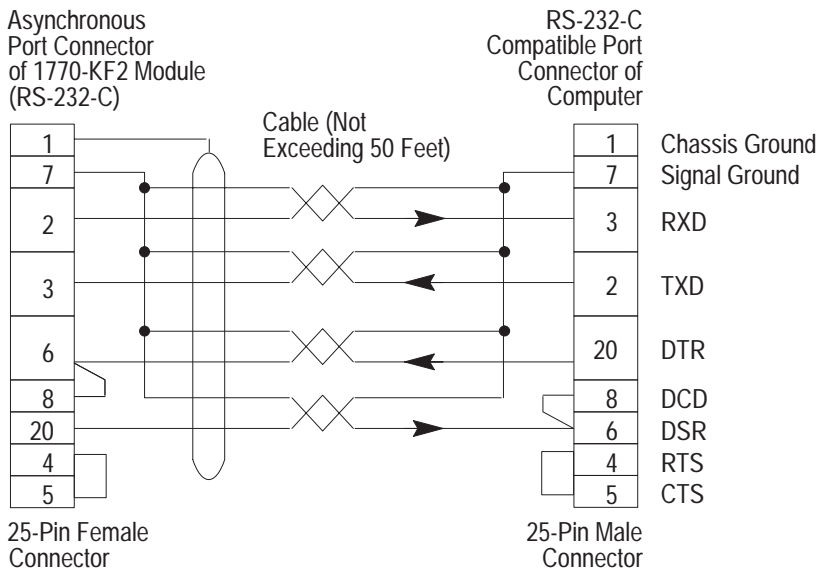 Asynchronous
Port Connector
of 1770-KF2 Module
(RS-232-C)
RS-232-C
Compatible Port
Connector of
Computer
Cable (Not
Exceeding 50 Feet)
1
7
2
3
6
8
20
4
5
1 Chassis Ground
7 Signal Ground
3 RXD
2 TXD
20 DTR
8 DCD
6 DSR
4 RTS
5 CTS
25-Pin Female
Connector
25-Pin Male
Connector